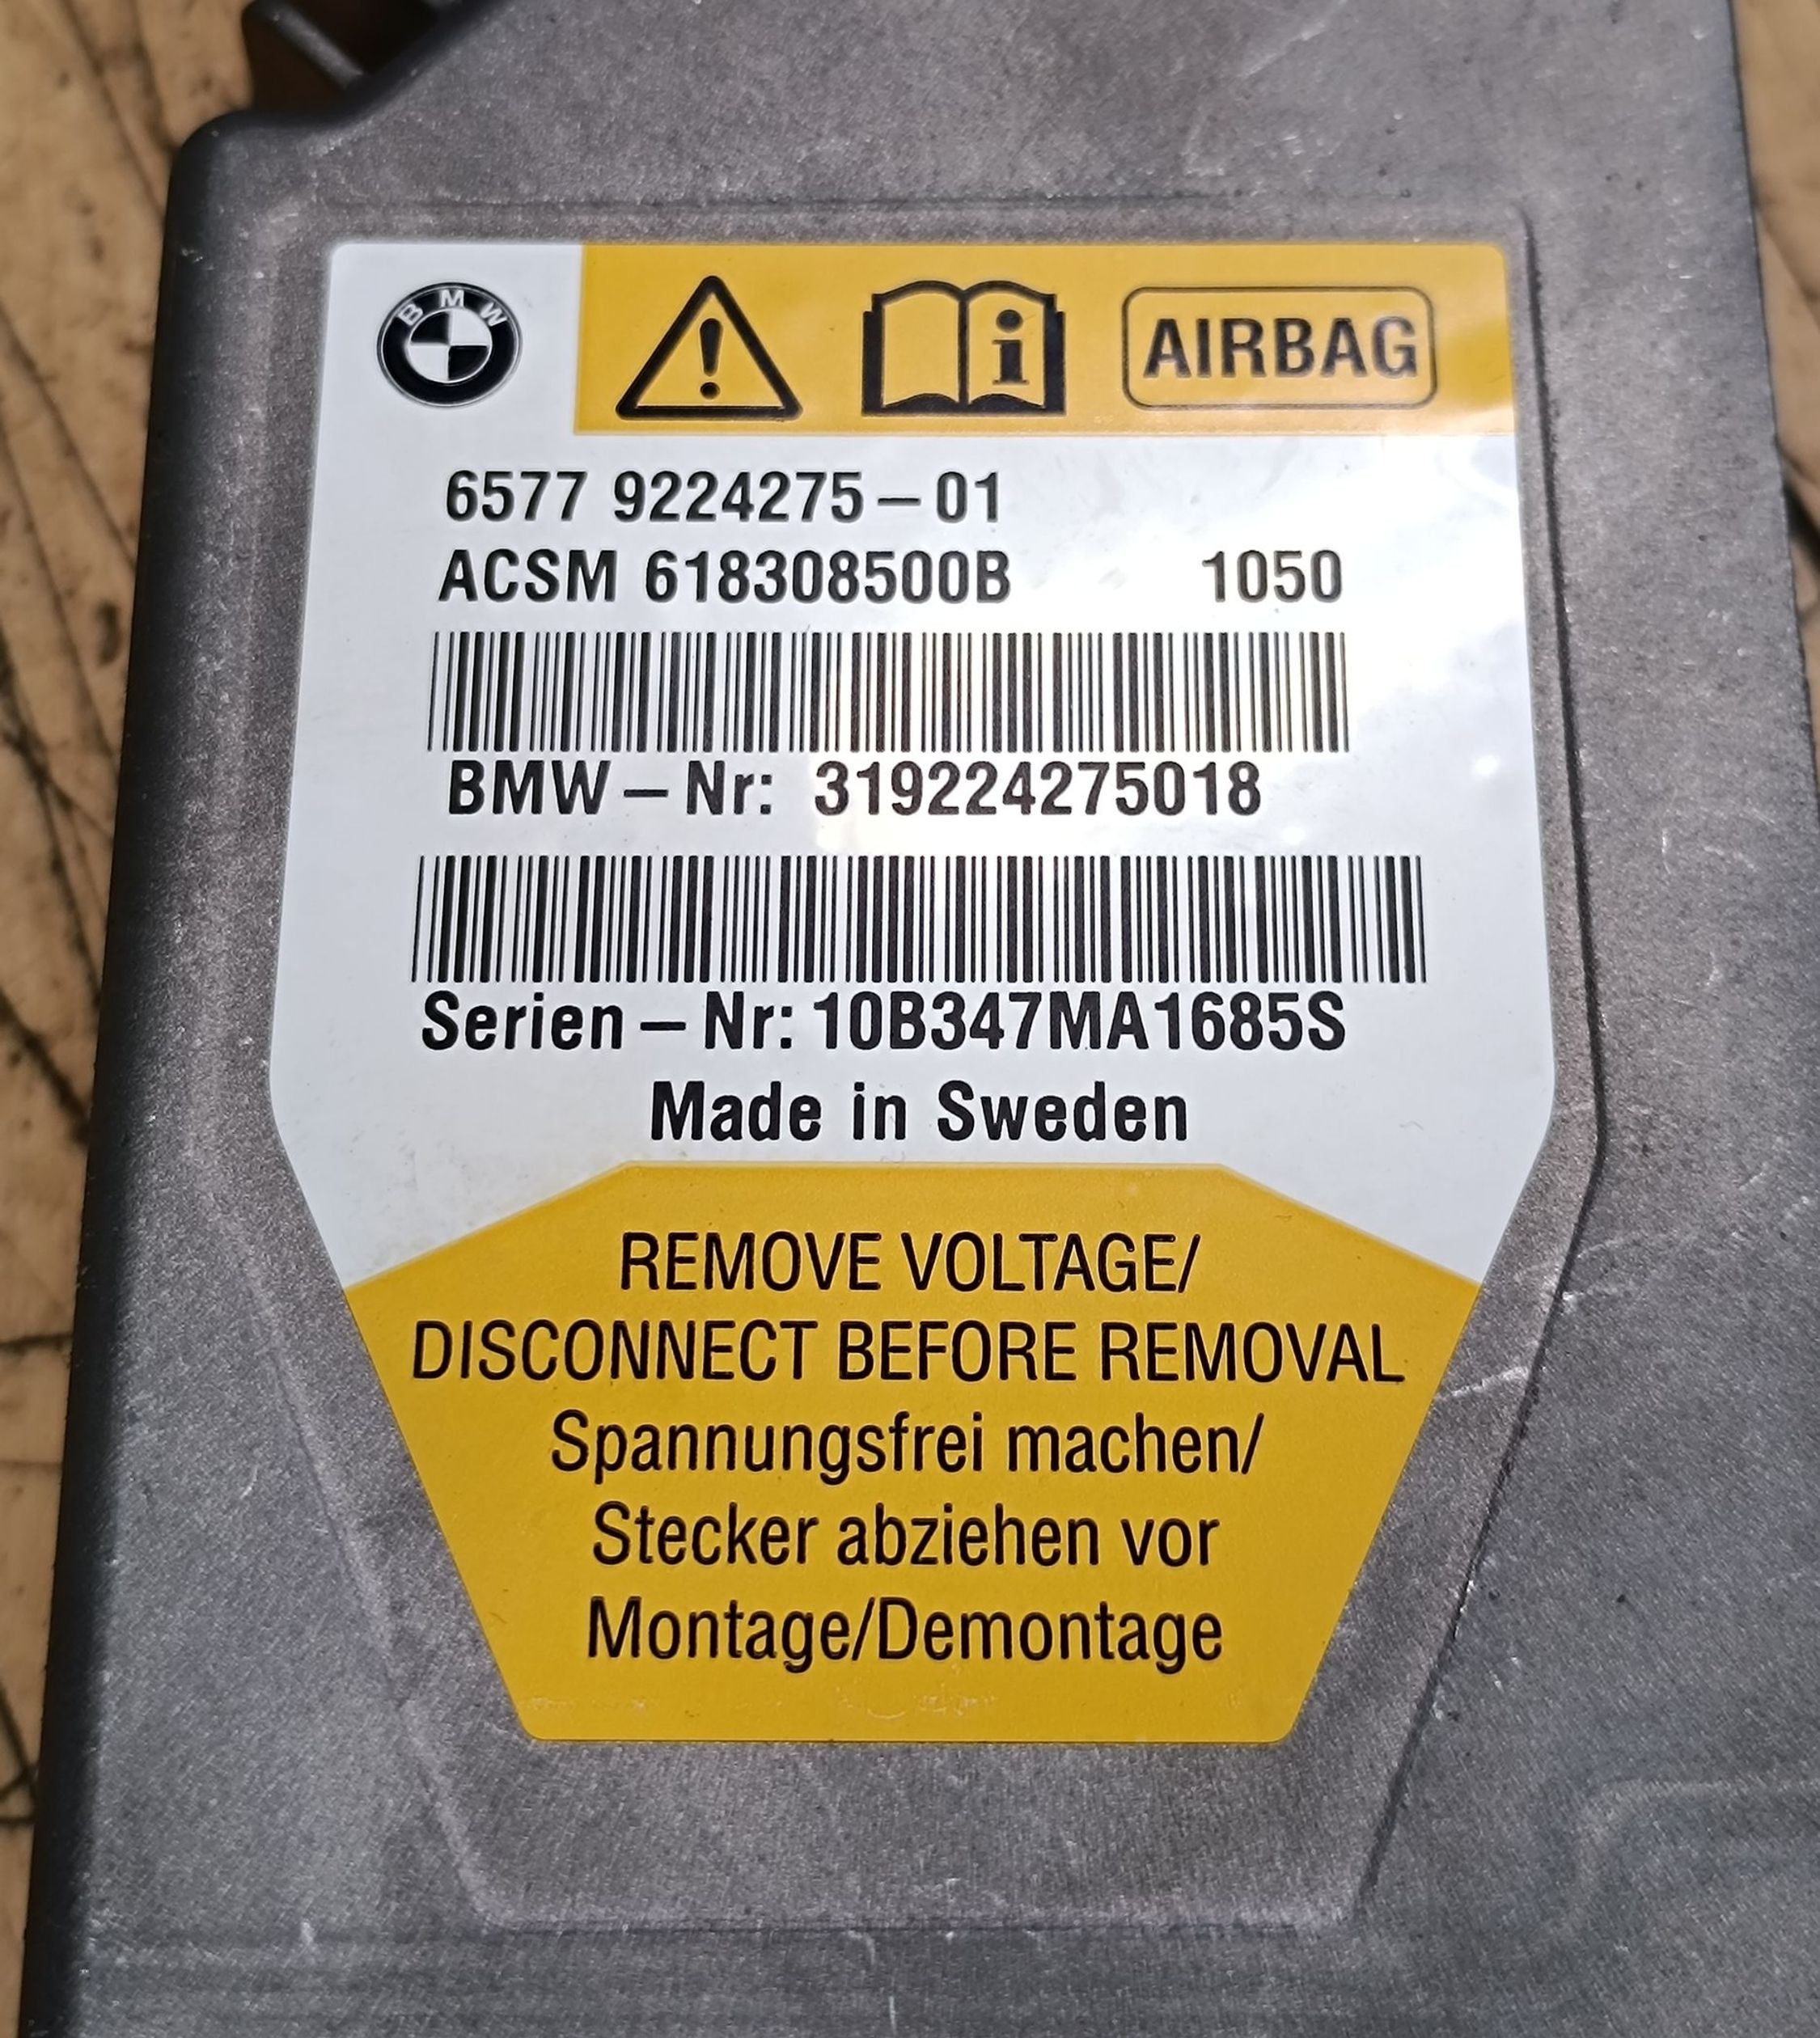 BMW
AIRBAG
6577 9224275-01
ACSM 618308500B 1050
BMW-Nr: 319224275018
Serien-Nr: 10B347MA1685S
Made in Sweden
REMOVE VOLTAGE/
DISCONNECT BEFORE REMOVAL
Spannungsfrei machen/
Stecker abziehen vor
Montage/Demontage